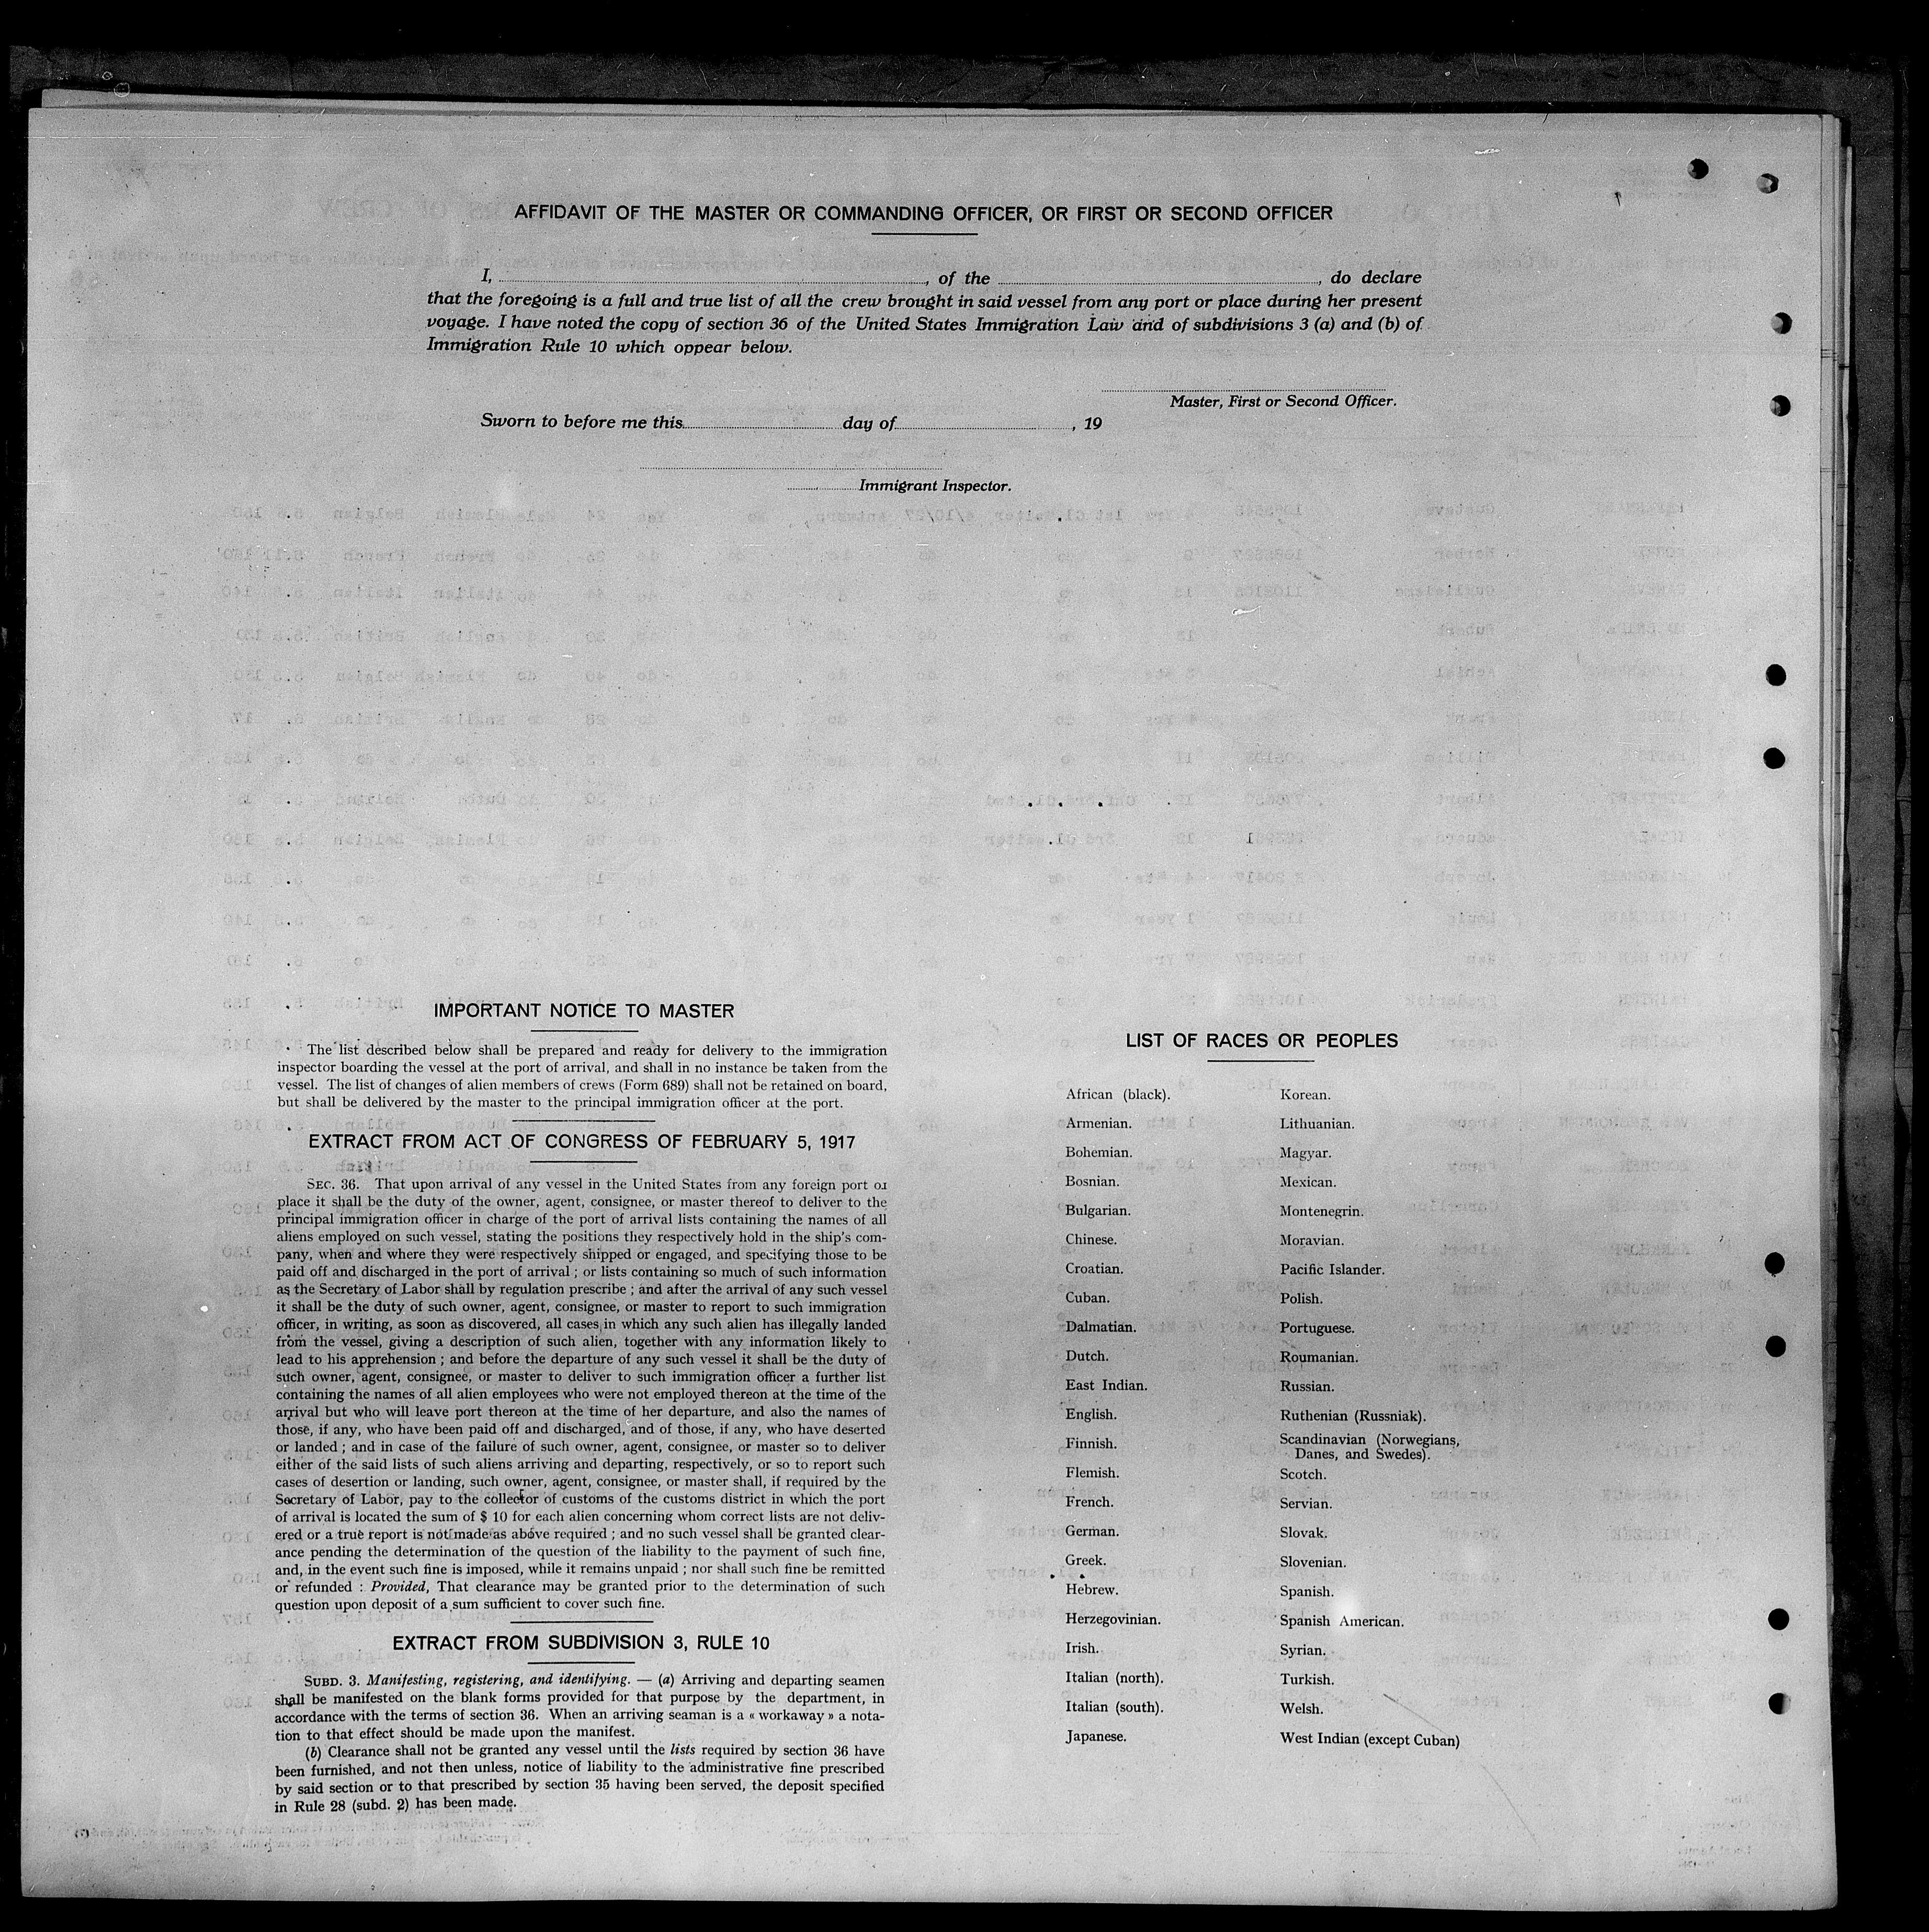 AFFIDAVIT OF THE MASTER OR COMMANDING OFFICER, OR FIRST OR SECOND OFFICER
I, , of the , do declare
that the foregoing is a full and true list of all the crew brought in said vessel from any port or place during her present
voyage. I have noted the copy of section 36 of the United States Immigration Law and of subdivisions 3 (a) and (b) of
Immigration Rule 10 which oppear below.
Master, First or Second Officer.
Sworn to before me this day of , 19
Immigrant Inspector.
IMPORTANT NOTICE TO MASTER
The list described below shall be prepared and ready for delivery to the immigration
inspector boarding the vessel at the port of arrival, and shall in no instance be taken from the
vessel. The list of changes of alien members of crews (Form 689) shall not be retained on board,
but shall be delivered by the master to the principal immigration officer at the port.
EXTRACT FROM ACT OF CONGRESS OF FEBRUARY 5, 1917
SEC. 36. That upon arrival of any vessel in the United States from any foreign port or
place it shall be the duty of the owner, agent, consignee, or master thereof to deliver to the
principal immigration officer in charge of the port of arrival lists containing the names of all
aliens employed on such vessel, stating the positions they respectively hold in the ship's com-
pany, when and where they were respectively shipped or engaged, and specifying those to be
paid off and discharged in the port of arrival ; or lists containing so much of such information
as the Secretary of Labor shall by regulation prescribe ; and after the arrival of any such vessel
it shall be the duty of such owner, agent, consignee, or master to report to such immigration
officer, in writing, as soon as discovered, all cases in which any such alien has illegally landed
from the vessel, giving a description of such alien, together with any information likely to
lead to his apprehension ; and before the departure of any such vessel it shall be the duty of
such owner, agent, consignee, or master to deliver to such immigration officer a further list
containing the names of all alien employees who were not employed thereon at the time of the
arrival but who will leave port thereon at the time of her departure, and also the names of
those, if any, who have been paid off and discharged, and of those, if any, who have deserted
or landed ; and in case of the failure of such owner, agent, consignee, or master so to deliver
either of the said lists of such aliens arriving and departing, respectively, or so to report such
cases of desertion or landing, such owner, agent, consignee, or master shall, if required by the
Secretary of Labor, pay to the collector of customs of the customs district in which the port
of arrival is located the sum of $ 10 for each alien concerning whom correct lists are not deliv-
ered or a true report is not made as above required ; and no such vessel shall be granted clear-
ance pending the determination of the question of the liability to the payment of such fine,
and, in the event such fine is imposed, while it remains unpaid ; nor shall such fine be remitted
or refunded : Provided, That clearance may be granted prior to the determination of such
question upon deposit of a sum sufficient to cover such fine.
EXTRACT FROM SUBDIVISION 3, RULE 10
SUBD. 3. Manifesting, registering, and identifying. — (a) Arriving and departing seamen
shall be manifested on the blank forms provided for that purpose by the department, in
accordance with the terms of section 36. When an arriving seaman is a « workaway » a nota-
tion to that effect should be made upon the manifest.
(b) Clearance shall not be granted any vessel until the lists required by section 36 have
been furnished, and not then unless, notice of liability to the administrative fine prescribed
by said section or to that prescribed by section 35 having been served, the deposit specified
in Rule 28 (subd. 2) has been made.
LIST OF RACES OR PEOPLES
African (black).
Armenian.
Bohemian.
Bosnian.
Bulgarian.
Chinese.
Croatian.
Cuban.
Dalmatian.
Dutch.
East Indian.
English.
Finnish.
Flemish.
French.
German.
Greek.
Hebrew.
Herzegovinian.
Irish.
Italian (north).
Italian (south).
Japanese.
Korean.
Lithuanian.
Magyar.
Mexican.
Montenegrin.
Moravian.
Pacific Islander.
Polish.
Portuguese.
Roumanian.
Russian.
Ruthenian (Russniak).
Scandinavian (Norwegians,
Danes, and Swedes).
Scotch.
Servian.
Slovak.
Slovenian.
Spanish.
Spanish American.
Syrian.
Turkish.
Welsh.
West Indian (except Cuban)